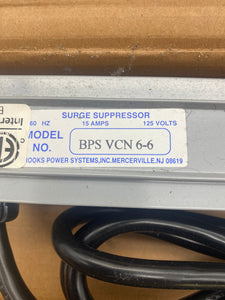 SURGE SUPPRESSOR
60 HZ 15 AMPS 125 VOLTS
MODEL
NO. BPS VCN 6-6
OOKS POWER SYSTEMS,INC.MERCERVILLE.NJ 08619
Inter